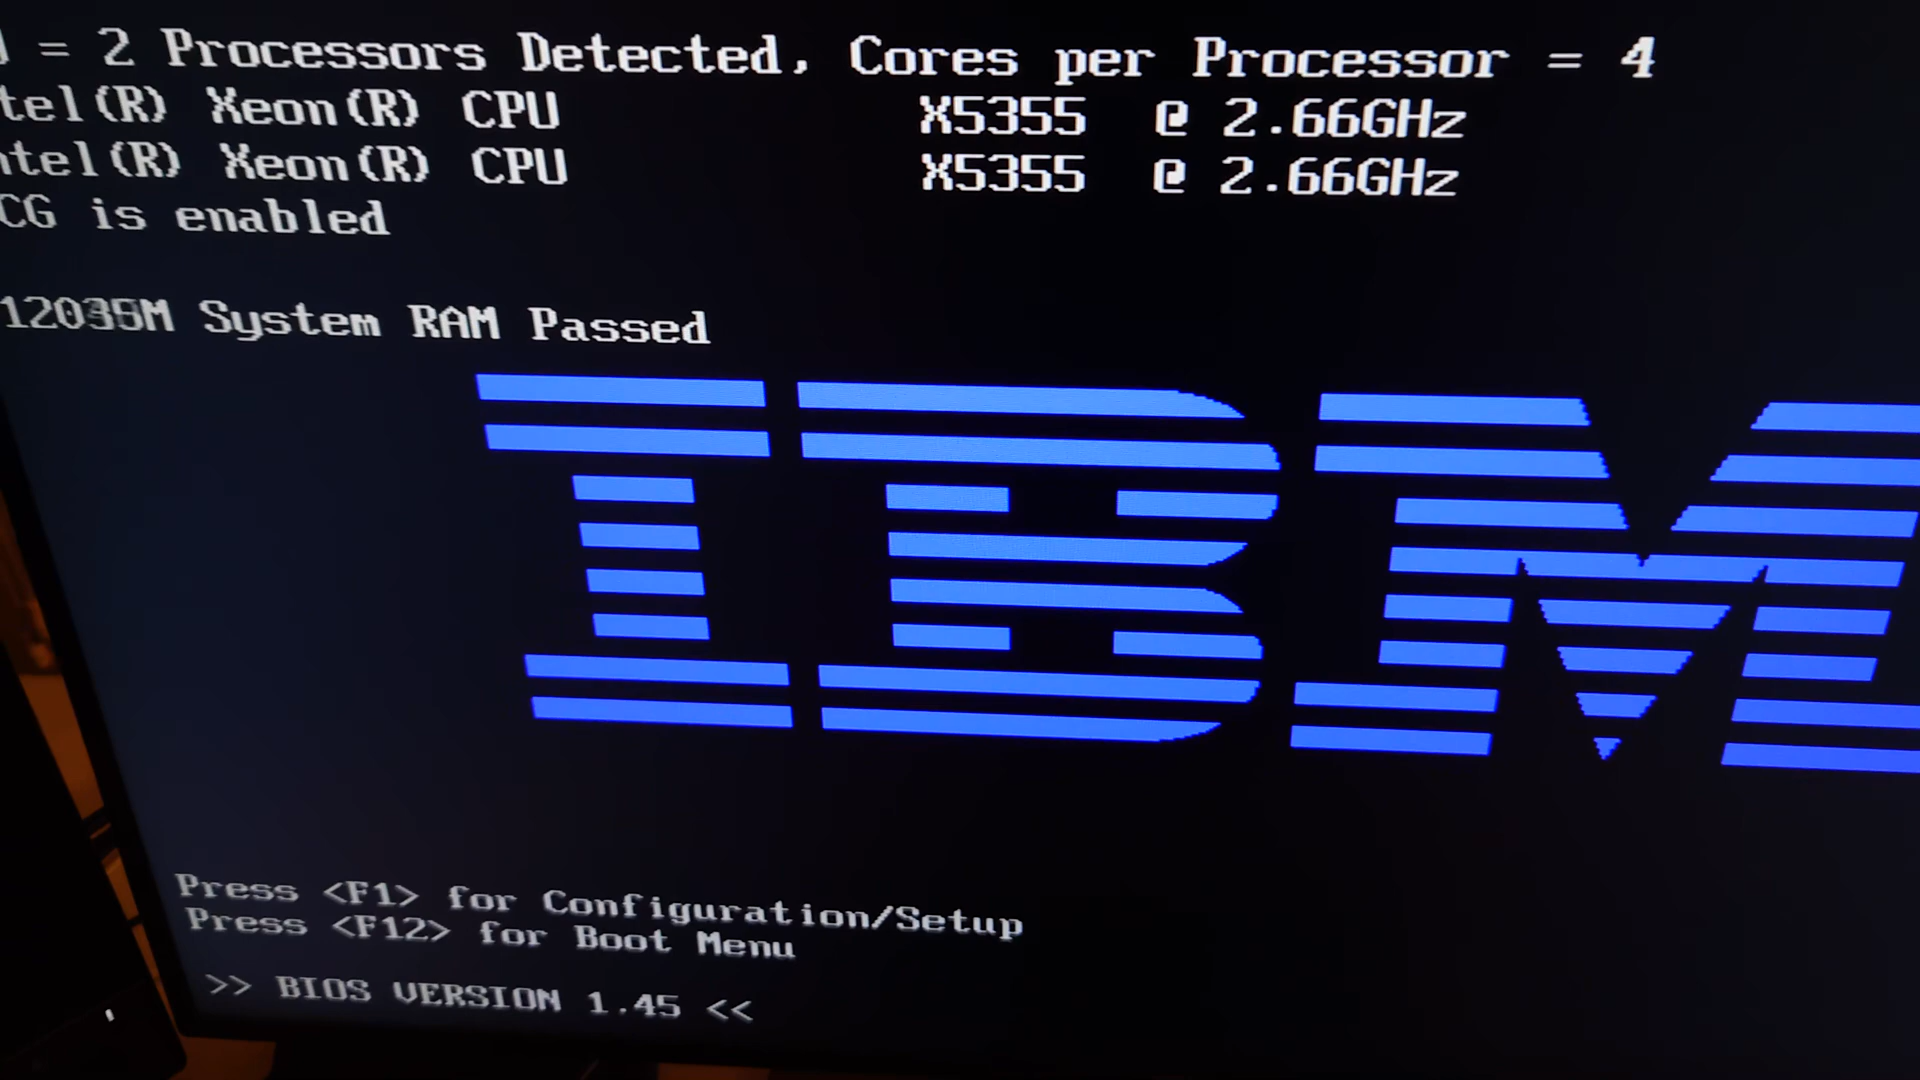 = 2 Processors Detected, Cores per Processor = 4
tel(R) Xeon(R) CPU X5355 @ 2.66GHz
ntel(R) Xeon(R) CPU X5355 @ 2.66GHz
CG is enabled
System RAM Passed
IBM
Press <F1> for Configuration/Setup
Press <F12> for Boot Menu
>> BIOS VERSION 1.45 <<